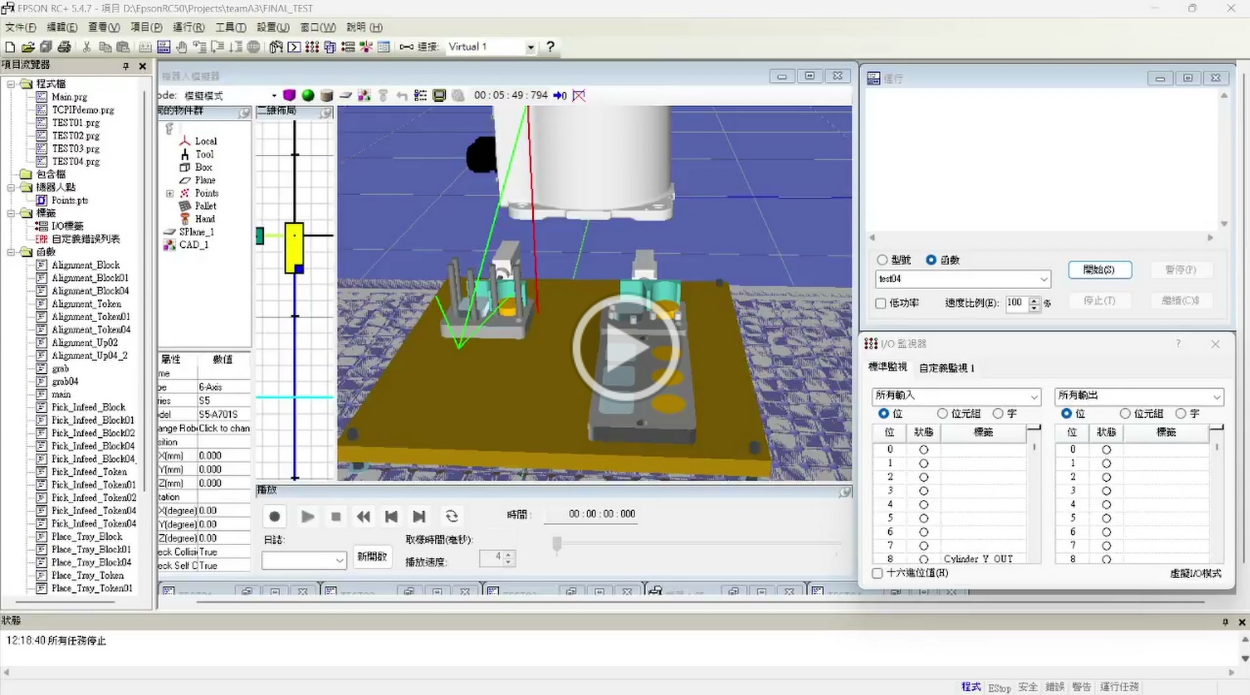 EPSON RC+ 5.4.7 - 項目 D:\EpsonRC50\Projects\teamA3\FINAL_TEST
文件(F) 編輯(E) 查看(V) 項目(P) 運行(R) 工具(T) 設置(U) 窗口(W) 說明(H)
連接: Virtual 1
項目流覽器
程式檔
Main.prg
TCPIPdemo.prg
TEST01.prg
TEST02.prg
TEST03.prg
TEST04.prg
包含檔
機器人點
Points.pts
標籤
I/O標籤
自定義錯誤列表
函數
Alignment_Block
Alignment_Block01
Alignment_Block04
Alignment_Token
Alignment_Token01
Alignment_Token04
Alignment_Up02
Alignment_Up04_2
grab
grab04
main
Pick_Infeed_Block
Pick_Infeed_Block01
Pick_Infeed_Block02
Pick_Infeed_Block04
Pick_Infeed_Block04_
Pick_Infeed_Token
Pick_Infeed_Token01
Pick_Infeed_Token02
Pick_Infeed_Token04
Pick_Infeed_Token04
Place_Tray_Block
Place_Tray_Block01
Place_Tray_Block04
Place_Tray_Token
Place_Tray_Token01
機器人模擬器
ode: 模擬模式
00:05:49:794
的物件群
二維佈局
Local
Tool
Box
Plane
Points
Pallet
Hand
SPlane_1
CAD_1
屬性 數值
me
pe 6-Axis
ries S5
del S5-A701S
ange Rob Click to chan
sition
X(mm) 0.000
Y(mm) 0.000
Z(mm) 0.000
tation
X(degree) 0.00
Y(degree) 0.00
Z(degree) 0.00
eck Collisi True
eck Self C True
播放
時間: 00:00:00:000
日誌:
新開啟
取樣時間(毫秒):
播放速度: 4
運行
型號 函數
test04
開始(S) 暫停(P)
低功率 速度比例(E): 100 %
停止(T) 繼續(C)
I/O 監視器
標準監視 自定義監視 1
所有輸入 所有輸出
位 位元組 字 位 位元組 字
位 狀態 標籤 位 狀態 標籤
0 0
1 1
2 2
3 3
4 4
5 5
6 6
7 7
8 Cylinder Y OUT 8
十六進位值(H) 虛擬I/O模式
狀態
12:18:40 所有任務停止
程式 EStop 安全 錯誤 警告 運行任務